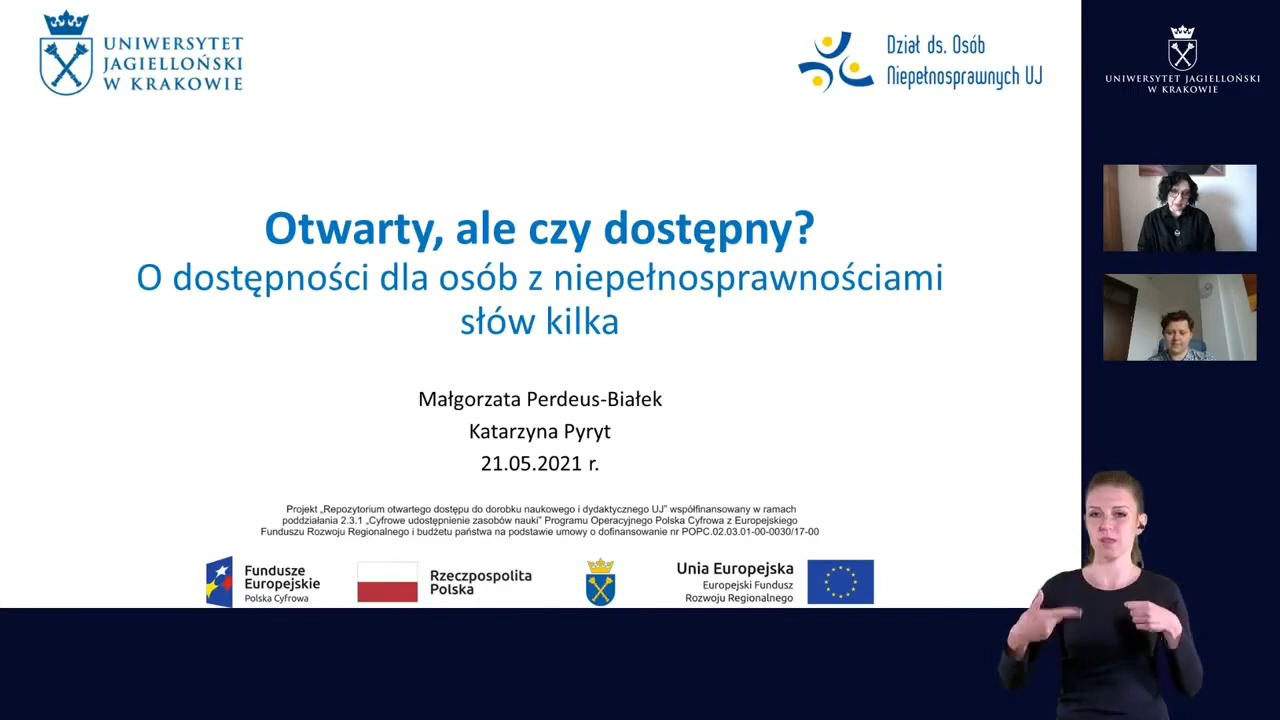 UNIWERSYTET
JAGIELLOŃSKI
W KRAKOWIE
Dział ds. Osób
Niepełnosprawnych UJ
UNIWERSYTET JAGIELLOŃSKI
W KRAKOWIE
Otwarty, ale czy dostępny?
O dostępności dla osób z niepełnosprawnościami
słów kilka
Małgorzata Perdeus-Białek
Katarzyna Pyryt
21.05.2021 r.
Projekt „Repozytorium otwartego dostępu do dorobku naukowego i dydaktycznego UJ” współfinansowany w ramach
poddziałania 2.3.1 „Cyfrowe udostępnienie zasobów nauki” Programu Operacyjnego Polska Cyfrowa z Europejskiego
Funduszu Rozwoju Regionalnego i budżetu państwa na podstawie umowy o dofinansowanie nr POPC.02.03.01-00-0030/17-00
Fundusze
Europejskie
Polska Cyfrowa
Rzeczpospolita
Polska
Unia Europejska
Europejski Fundusz
Rozwoju Regionalnego